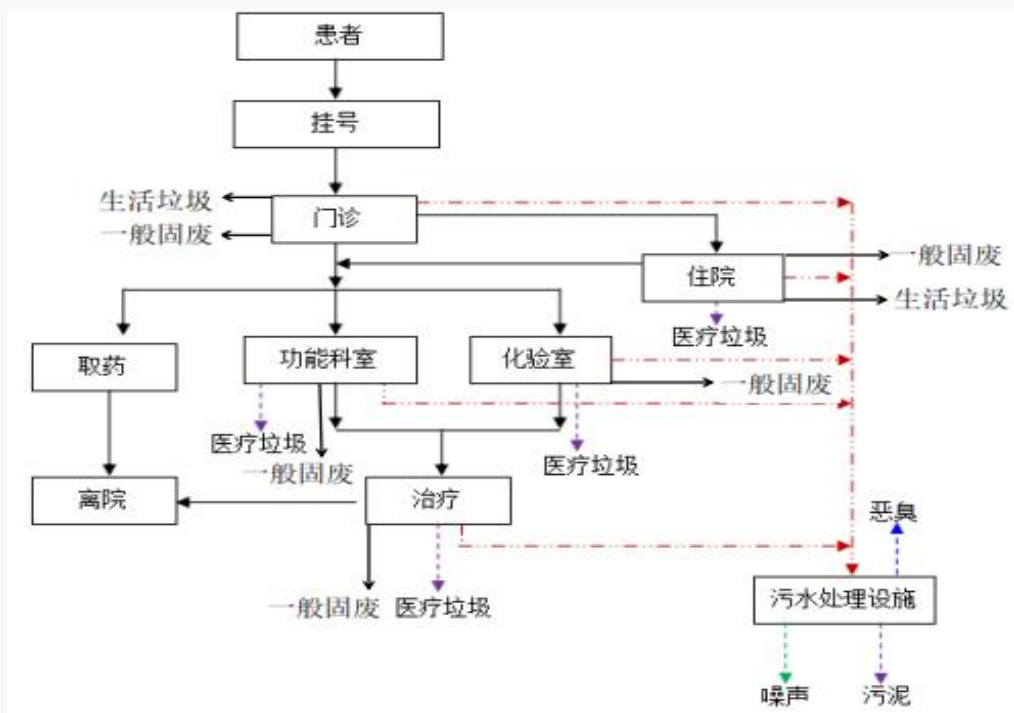 患者
挂号
生活垃圾
门诊
一般固废
一般固废
住院
生活垃圾
医疗垃圾
取药
功能科室
化验室
一般固废
医疗垃圾
一般固废
医疗垃圾
离院
治疗
恶臭
一般固废
医疗垃圾
污水处理设施
噪声
污泥